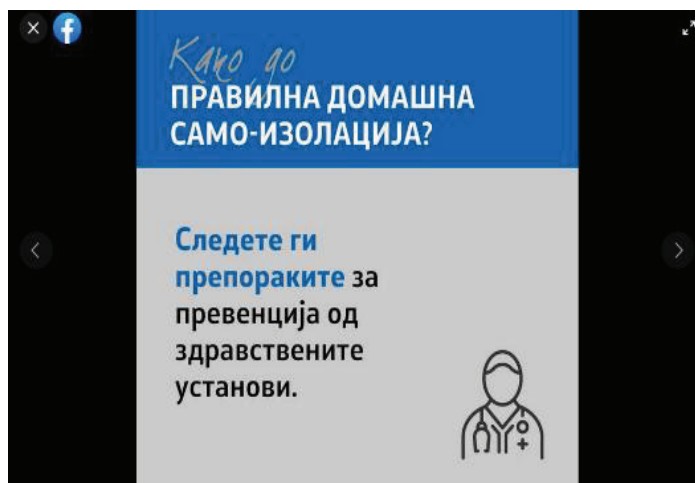 Како до
ПРАВИЛНА ДОМАШНА
САМО-ИЗОЛАЦИЈА?
Следете ги
препораките за
превенција од
здравствените
установи.